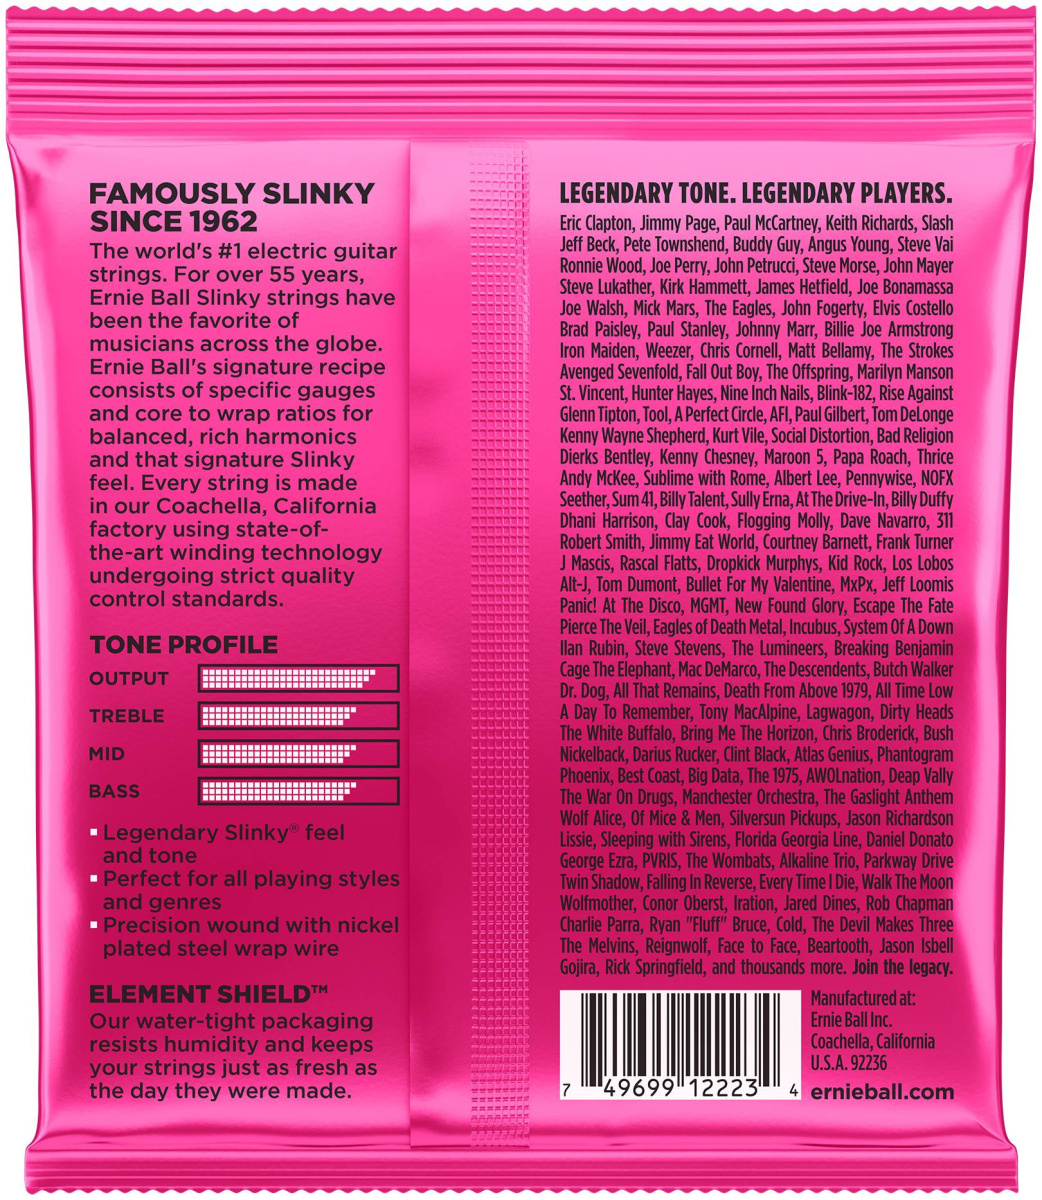 FAMOUSLY SLINKY
SINCE 1962
The world's #1 electric guitar
strings. For over 55 years,
Ernie Ball Slinky strings have
been the favorite of
musicians across the globe.
Ernie Ball's signature recipe
consists of specific gauges
and core to wrap ratios for
balanced, rich harmonics
and that signature Slinky
feel. Every string is made
in our Coachella, California
factory using state-of-
the-art winding technology
undergoing strict quality
control standards.
TONE PROFILE
OUTPUT
TREBLE
MID
BASS
▪ Legendary Slinky® feel
and tone
▪ Perfect for all playing styles
and genres
▪ Precision wound with nickel
plated steel wrap wire
ELEMENT SHIELD™
Our water-tight packaging
resists humidity and keeps
your strings just as fresh as
the day they were made.
LEGENDARY TONE. LEGENDARY PLAYERS.
Eric Clapton, Jimmy Page, Paul McCartney, Keith Richards, Slash
Jeff Beck, Pete Townshend, Buddy Guy, Angus Young, Steve Vai
Ronnie Wood, Joe Perry, John Petrucci, Steve Morse, John Mayer
Steve Lukather, Kirk Hammett, James Hetfield, Joe Bonamassa
Joe Walsh, Mick Mars, The Eagles, John Fogerty, Elvis Costello
Brad Paisley, Paul Stanley, Johnny Marr, Billie Joe Armstrong
Iron Maiden, Weezer, Chris Cornell, Matt Bellamy, The Strokes
Avenged Sevenfold, Fall Out Boy, The Offspring, Marilyn Manson
St. Vincent, Hunter Hayes, Nine Inch Nails, Blink-182, Rise Against
Glenn Tipton, Tool, A Perfect Circle, AFI, Paul Gilbert, Tom DeLonge
Kenny Wayne Shepherd, Kurt Vile, Social Distortion, Bad Religion
Dierks Bentley, Kenny Chesney, Maroon 5, Papa Roach, Thrice
Andy McKee, Sublime with Rome, Albert Lee, Pennywise, NOFX
Seether, Sum 41, Billy Talent, Sully Erna, At The Drive-In, Billy Duffy
Dhani Harrison, Clay Cook, Flogging Molly, Dave Navarro, 311
Robert Smith, Jimmy Eat World, Courtney Barnett, Frank Turner
J Mascis, Rascal Flatts, Dropkick Murphys, Kid Rock, Los Lobos
Alt-J, Tom Dumont, Bullet For My Valentine, MxPx, Jeff Loomis
Panic! At The Disco, MGMT, New Found Glory, Escape The Fate
Pierce The Veil, Eagles of Death Metal, Incubus, System Of A Down
Ilan Rubin, Steve Stevens, The Lumineers, Breaking Benjamin
Cage The Elephant, Mac DeMarco, The Descendents, Butch Walker
Dr. Dog, All That Remains, Death From Above 1979, All Time Low
A Day To Remember, Tony MacAlpine, Lagwagon, Dirty Heads
The White Buffalo, Bring Me The Horizon, Chris Broderick, Bush
Nickelback, Darius Rucker, Clint Black, Atlas Genius, Phantogram
Phoenix, Best Coast, Big Data, The 1975, AWOLnation, Deap Vally
The War On Drugs, Manchester Orchestra, The Gaslight Anthem
Wolf Alice, Of Mice & Men, Silversun Pickups, Jason Richardson
Lissie, Sleeping with Sirens, Florida Georgia Line, Daniel Donato
George Ezra, PVRIS, The Wombats, Alkaline Trio, Parkway Drive
Twin Shadow, Falling In Reverse, Every Time I Die, Walk The Moon
Wolfmother, Conor Oberst, Iration, Jared Dines, Rob Chapman
Charlie Parra, Ryan "Fluff" Bruce, Cold, The Devil Makes Three
The Melvins, Reignwolf, Face to Face, Beartooth, Jason Isbell
Gojira, Rick Springfield, and thousands more. Join the legacy.
7 49699 12223 4
Manufactured at:
Ernie Ball Inc.
Coachella, California
U.S.A. 92236
ernieball.com